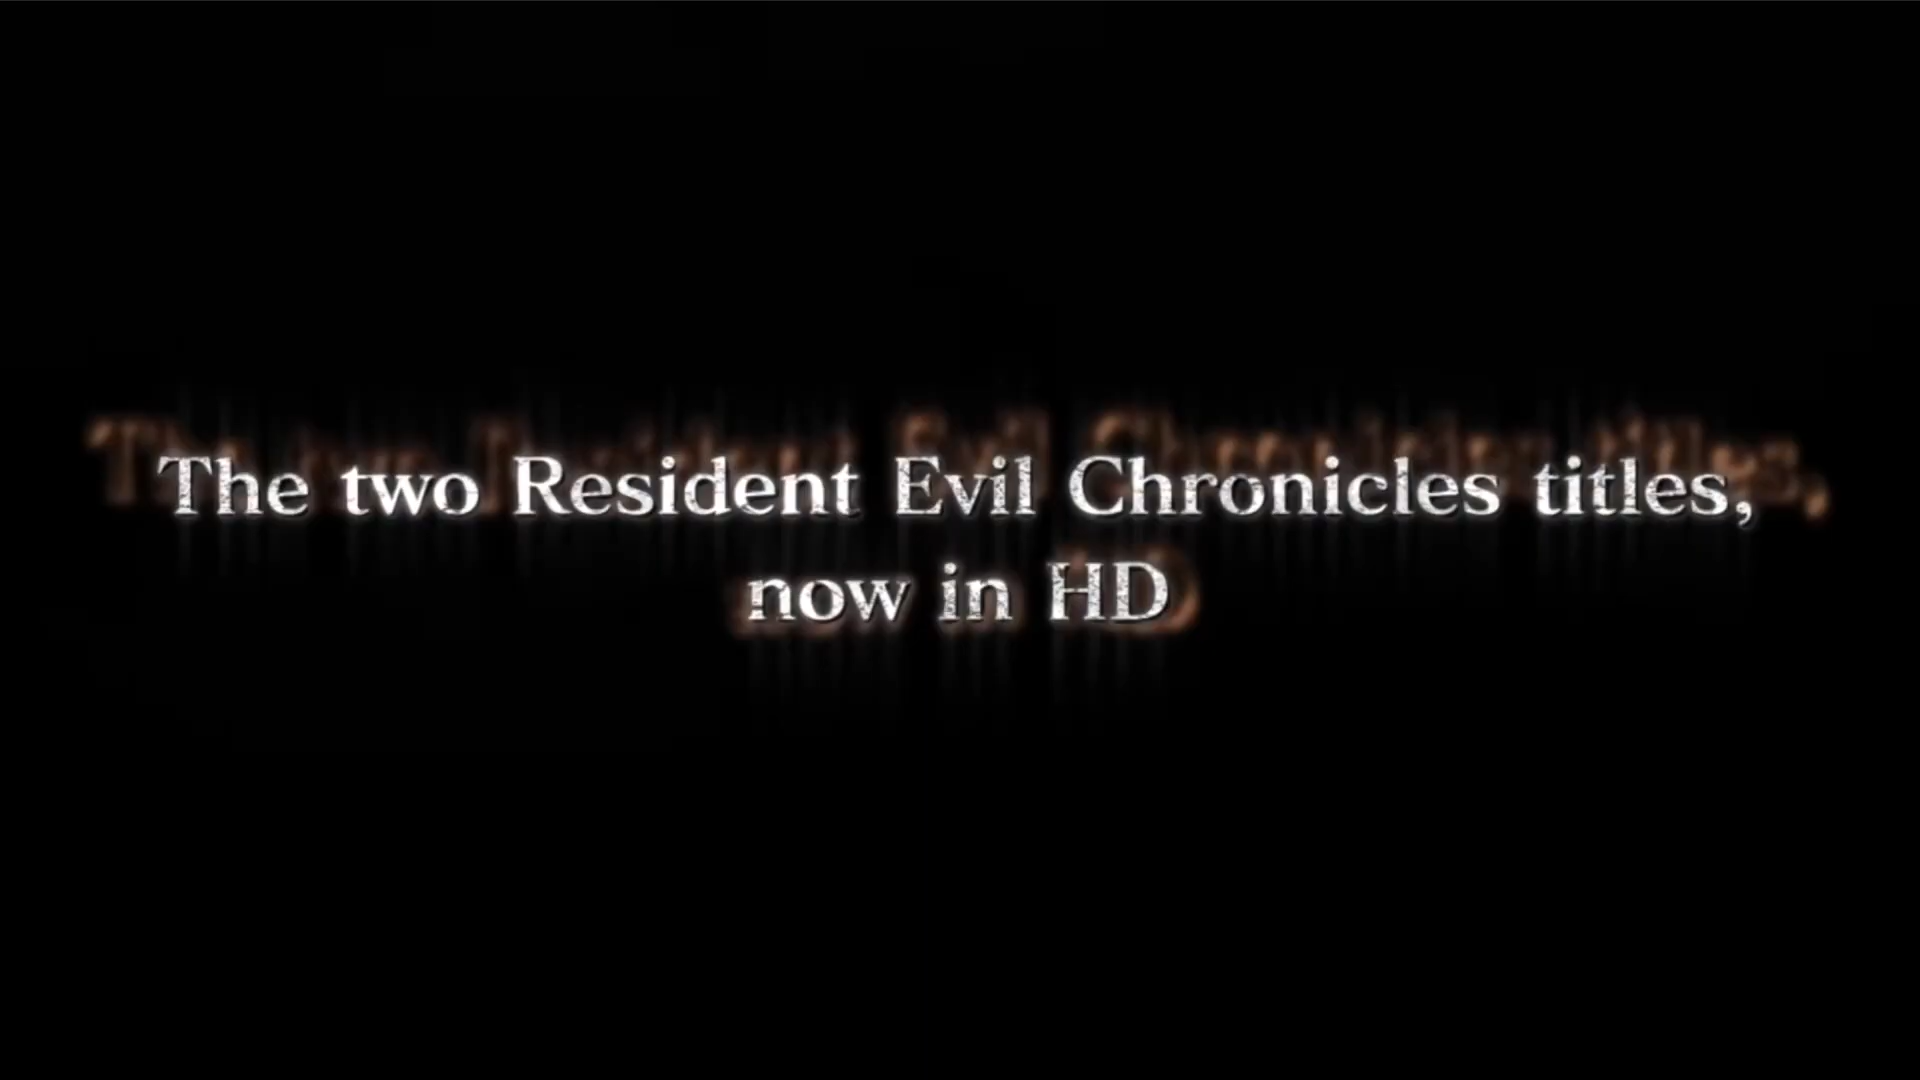 The two Resident Evil Chronicles titles,
now in HD